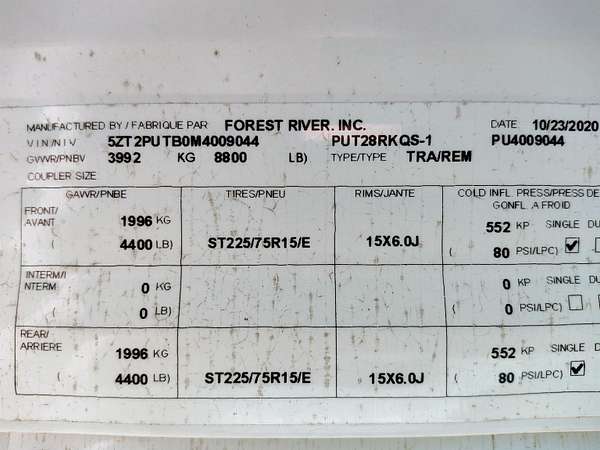 MANUFACTURED BY / FABRIQUE PAR FOREST RIVER, INC. DATE 10/23/2020
V.I.N./N.I.V. 5ZT2PUTB0M4009044 PUT28RKQS-1 PU4009044
GVWR/PNBV 3992 KG 8800 LB) TYPE/TYPE TRA/REM
COUPLER SIZE
GAWR/PNBE TIRES/PNEU RIMS/JANTE COLD INFL PRESS/PRESS DE
GONFL .A FROID
FRONT/ AVANT 1996 KG 552 KP SINGLE DU
( 4400 LB) ST225/75R15/E 15X6.0J ( 80 PSI/LPC)
INTERM/I NTERM 0 KG 0 KP SINGLE D
( 0 LB) ( 0 PSI/LPC)
REAR/ ARRIERE 1996 KG 552 KP SINGLE D
( 4400 LB) ST225/75R15/E 15X6.0J ( 80 PSI/LPC)